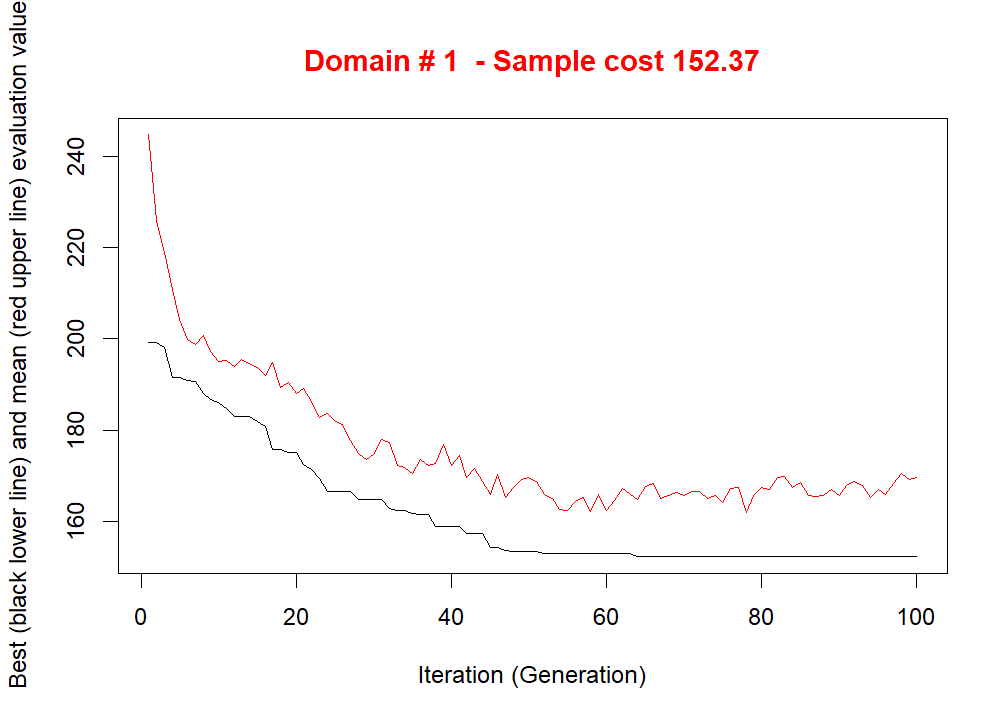 Domain # 1  - Sample cost 152.37
Best (black lower line) and mean (red upper line) evaluation value
240
220
200
180
160
0 20 40 60 80 100
Iteration (Generation)